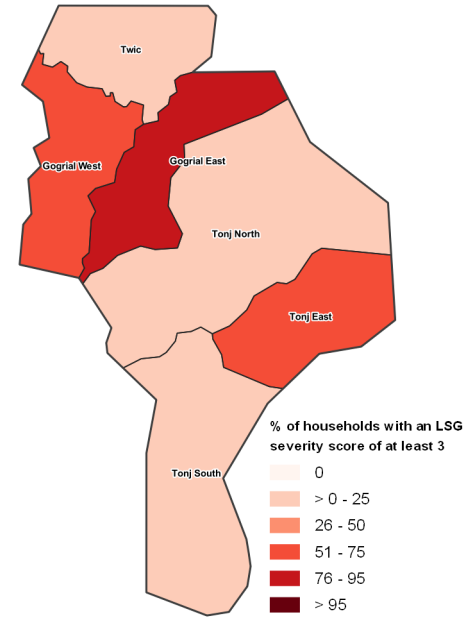 Twic
Gogrial West
Gogrial East
Tonj North
Tonj East
Tonj South
% of households with an LSG
severity score of at least 3
0
> 0 - 25
26 - 50
51 - 75
76 - 95
> 95